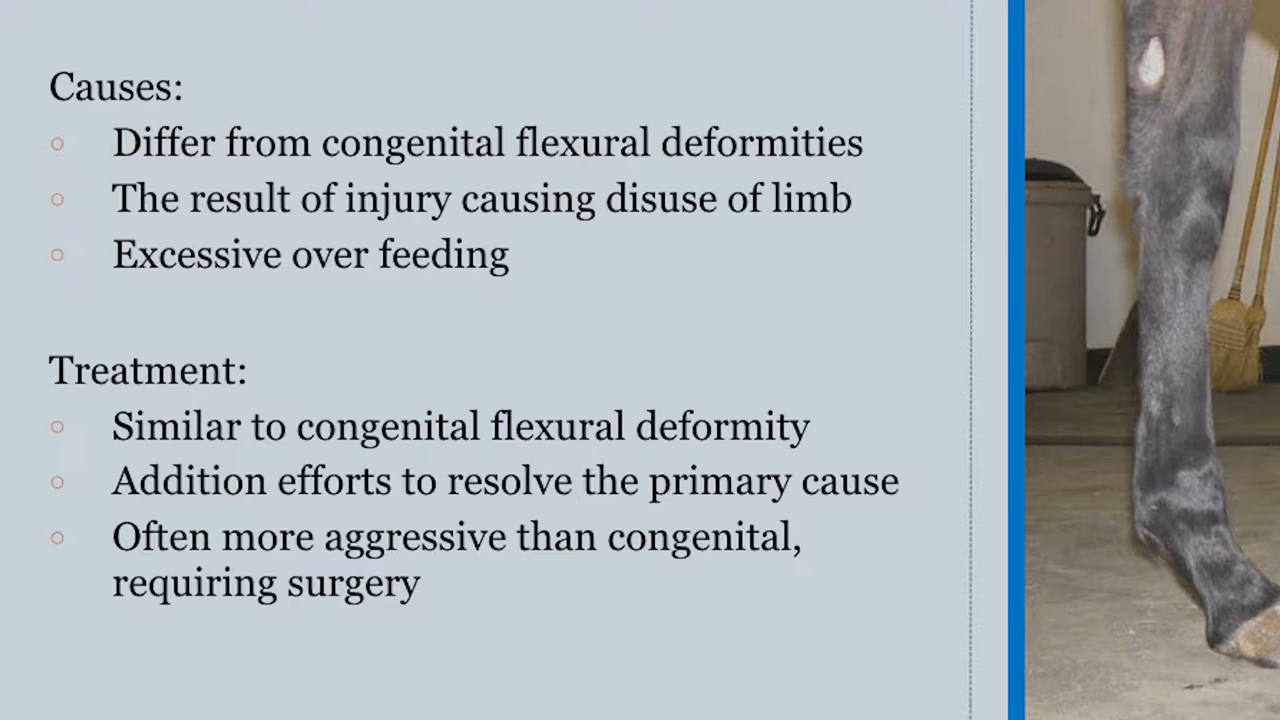 Causes:
○ Differ from congenital flexural deformities
○ The result of injury causing disuse of limb
○ Excessive over feeding
Treatment:
○ Similar to congenital flexural deformity
○ Addition efforts to resolve the primary cause
○ Often more aggressive than congenital,
requiring surgery